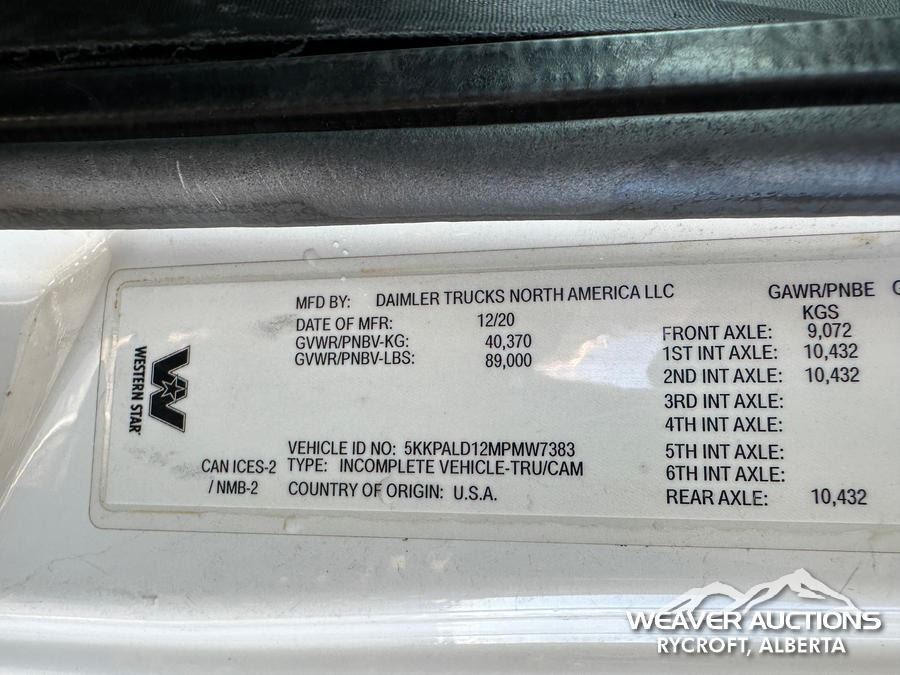 MFD BY: DAIMLER TRUCKS NORTH AMERICA LLC
DATE OF MFR: 12/20
GVWR/PNBV-KG: 40,370
GVWR/PNBV-LBS: 89,000
VEHICLE ID NO: 5KKPALD12MPMW7383
TYPE: INCOMPLETE VEHICLE-TRU/CAM
COUNTRY OF ORIGIN: U.S.A.
CAN ICES-2
/ NMB-2
WESTERN STAR
GAWR/PNBE
KGS
FRONT AXLE: 9,072
1ST INT AXLE: 10,432
2ND INT AXLE: 10,432
3RD INT AXLE:
4TH INT AXLE:
5TH INT AXLE:
6TH INT AXLE:
REAR AXLE: 10,432
WEAVER AUCTIONS
RYCROFT, ALBERTA